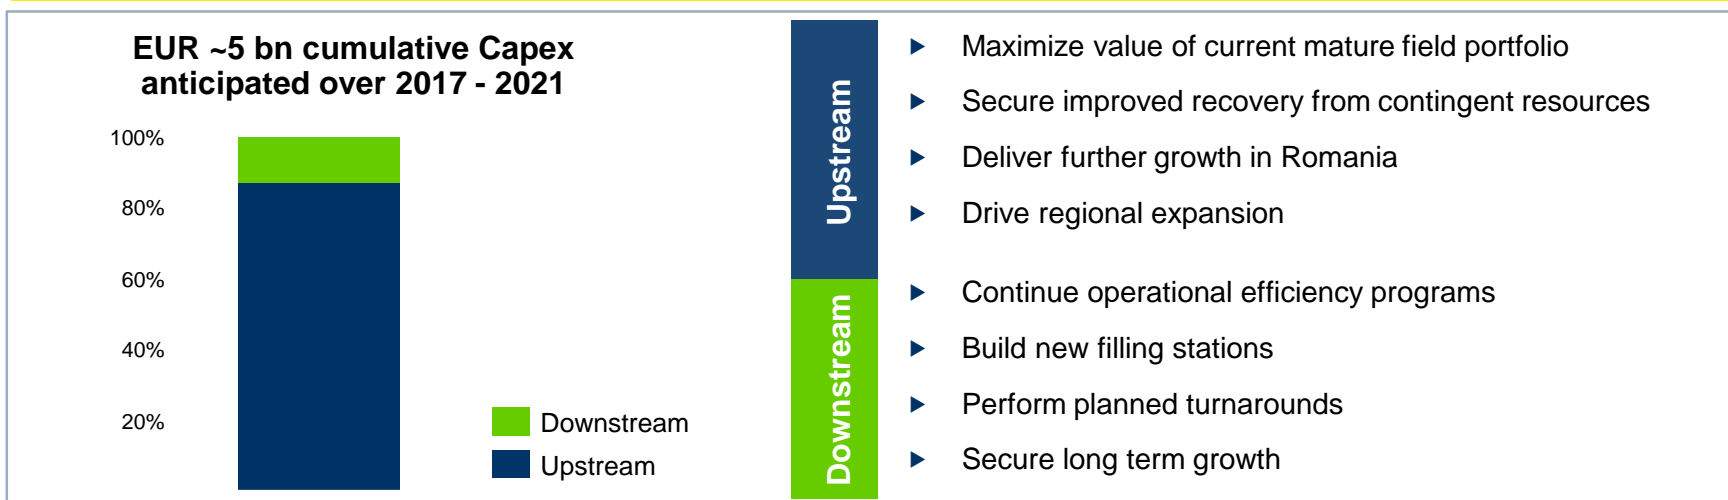 EUR ~5 bn cumulative Capex
anticipated over 2017 - 2021
100%
80%
60%
40%
20%
Downstream
Upstream
Upstream
Maximize value of current mature field portfolio
Secure improved recovery from contingent resources
Deliver further growth in Romania
Drive regional expansion
Downstream
Continue operational efficiency programs
Build new filling stations
Perform planned turnarounds
Secure long term growth